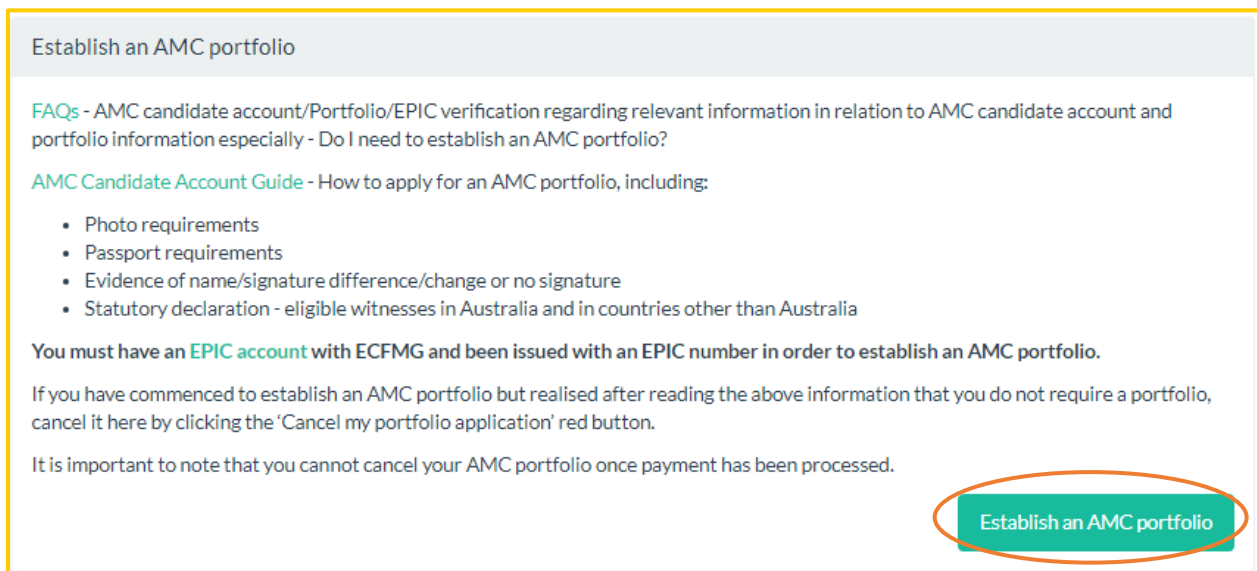 Establish an AMC portfolio
FAQs - AMC candidate account/Portfolio/EPIC verification regarding relevant information in relation to AMC candidate account and
portfolio information especially - Do I need to establish an AMC portfolio?
AMC Candidate Account Guide - How to apply for an AMC portfolio, including:
• Photo requirements
• Passport requirements
• Evidence of name/signature difference/change or no signature
• Statutory declaration - eligible witnesses in Australia and in countries other than Australia
You must have an EPIC account with ECFMG and been issued with an EPIC number in order to establish an AMC portfolio.
If you have commenced to establish an AMC portfolio but realised after reading the above information that you do not require a portfolio,
cancel it here by clicking the ‘Cancel my portfolio application’ red button.
It is important to note that you cannot cancel your AMC portfolio once payment has been processed.
Establish an AMC portfolio